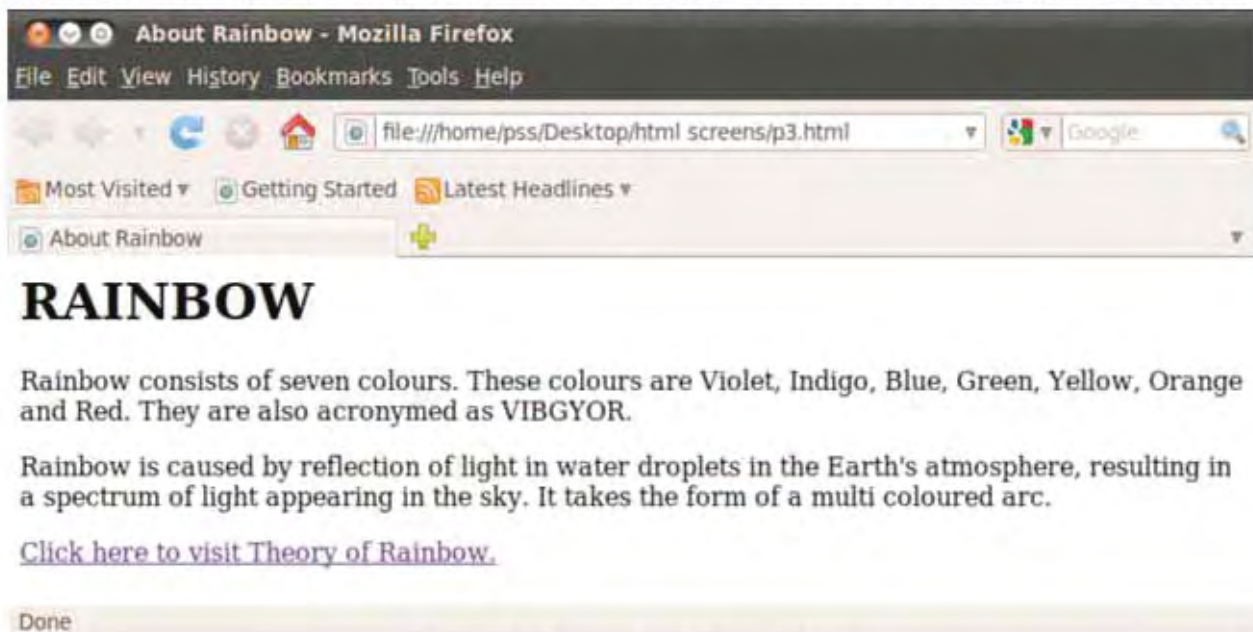 About Rainbow - Mozilla Firefox
File Edit View History Bookmarks Tools Help
file:///home/pss/Desktop/html screens/p3.html Google
Most Visited Getting Started Latest Headlines
About Rainbow
RAINBOW
Rainbow consists of seven colours. These colours are Violet, Indigo, Blue, Green, Yellow, Orange
and Red. They are also acronymed as VIBGYOR.
Rainbow is caused by reflection of light in water droplets in the Earth's atmosphere, resulting in
a spectrum of light appearing in the sky. It takes the form of a multi coloured arc.
Click here to visit Theory of Rainbow.
Done